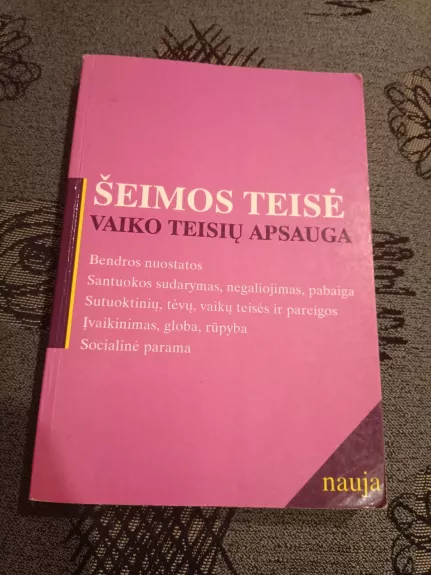 ŠEIMOS TEISĖ
VAIKO TEISIŲ APSAUGA
Bendros nuostatos
Santuokos sudarymas, negaliojimas, pabaiga
Sutuoktinių, tėvų, vaikų teisės ir pareigos
Įvaikinimas, globa, rūpyba
Socialinė parama
nauja